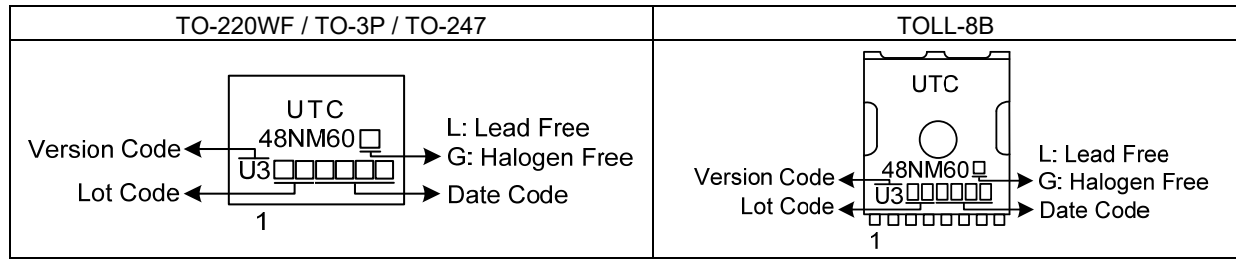 TO-220WF / TO-3P / TO-247
UTC
48NM60
L: Lead Free
G: Halogen Free
Version Code
U3
Lot Code
Date Code
1
TOLL-8B
UTC
48NM60
L: Lead Free
G: Halogen Free
Version Code
U3
Lot Code
Date Code
1